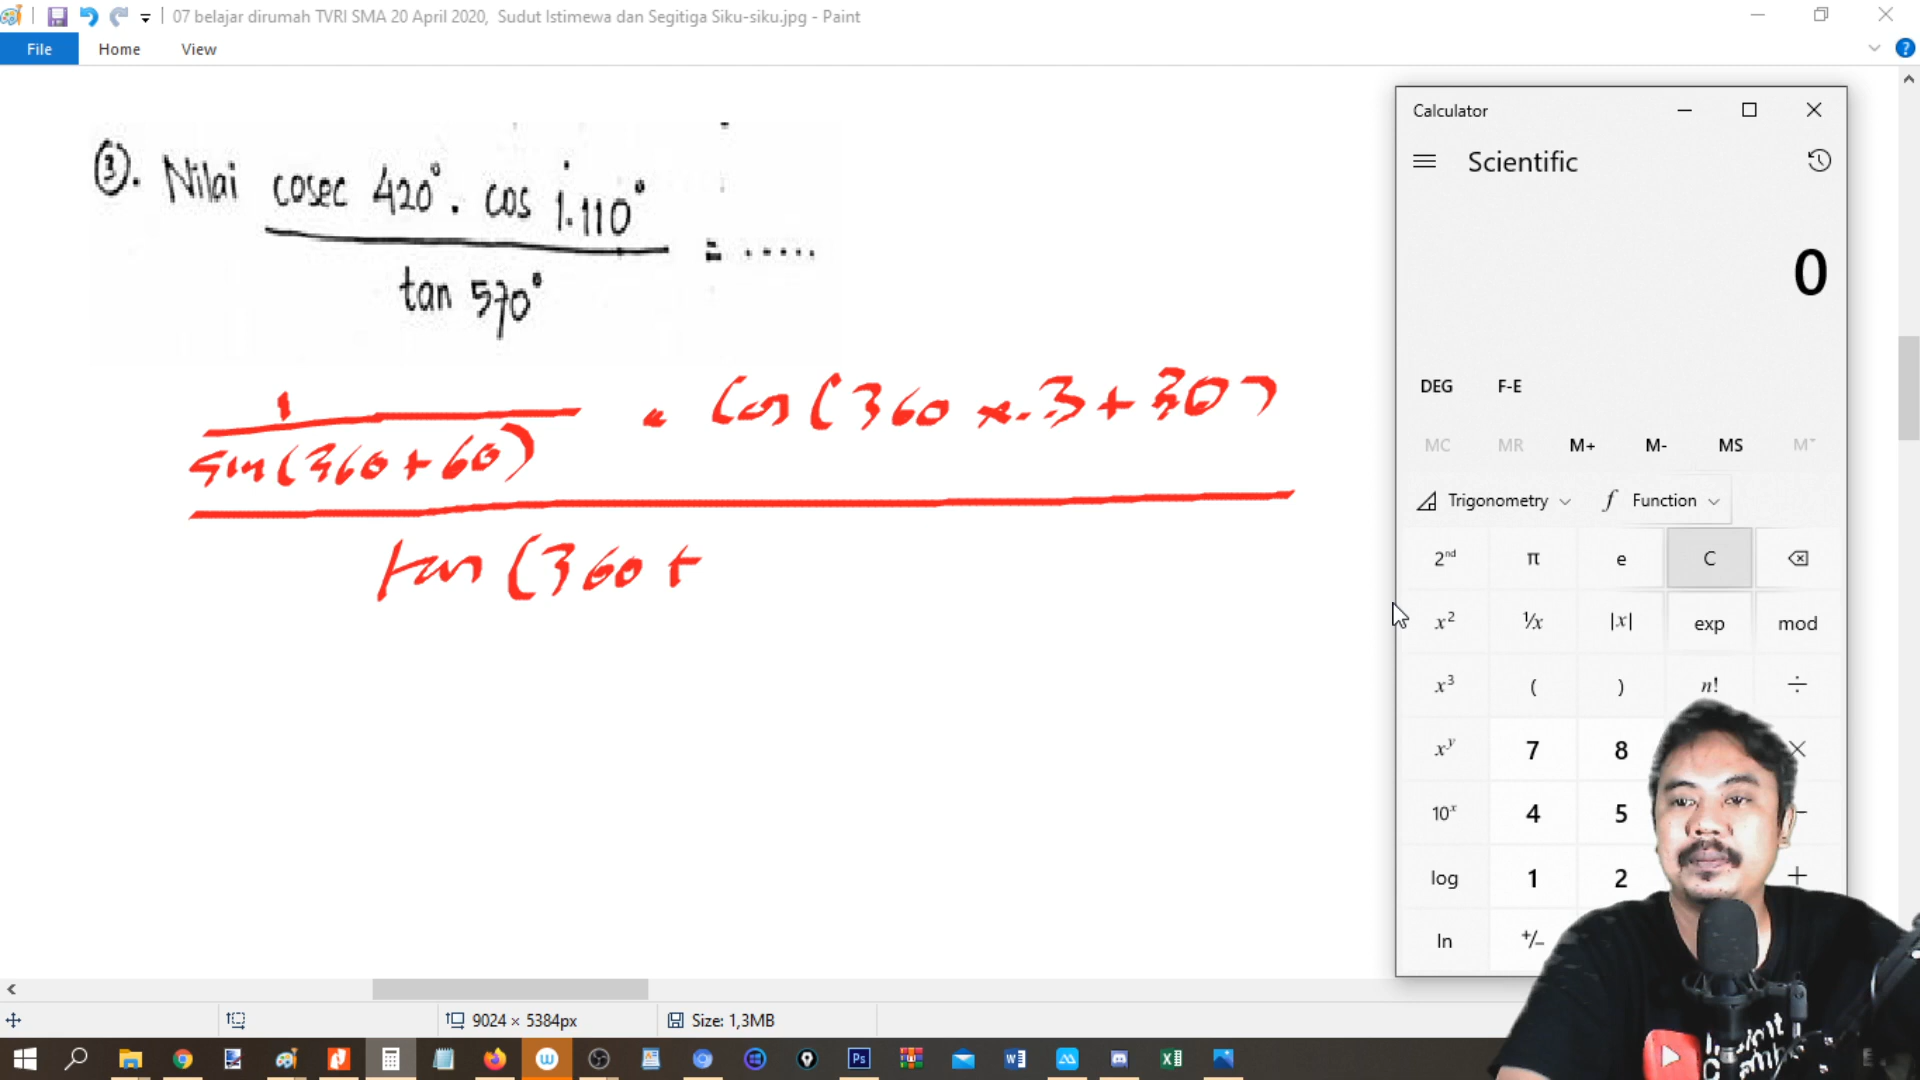 07 belajar dirumah TVRI SMA 20 April 2020, Sudut Istimewa dan Segitiga Siku-siku.jpg - Paint
File Home View
③. Nilai cosec 420° . cos 1.110°
tan 570°
= .....
1
sin(360+60)
. cos(360 x.3+30)
tan(360+
Calculator
Scientific
0
DEG F-E
MC MR M+ M- MS M˅
Trigonometry f Function
2nd π e C
x² ¹/x |x| exp mod
x³ ( ) n! ÷
xʸ 7 8 ×
10ˣ 4 5 −
log 1 2 +
ln +/−
9024 × 5384px Size: 1,3MB